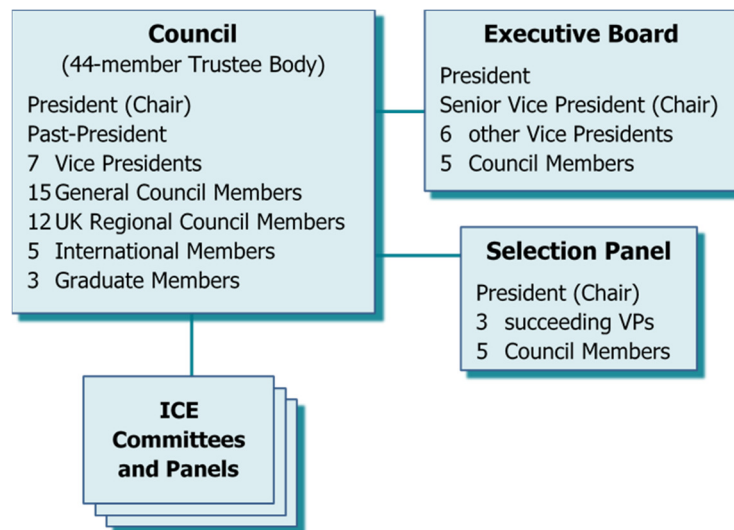 Council
(44-member Trustee Body)
President (Chair)
Past-President
7 Vice Presidents
15 General Council Members
12 UK Regional Council Members
5 International Members
3 Graduate Members
Executive Board
President
Senior Vice President (Chair)
6 other Vice Presidents
5 Council Members
Selection Panel
President (Chair)
3 succeeding VPs
5 Council Members
ICE
Committees
and Panels